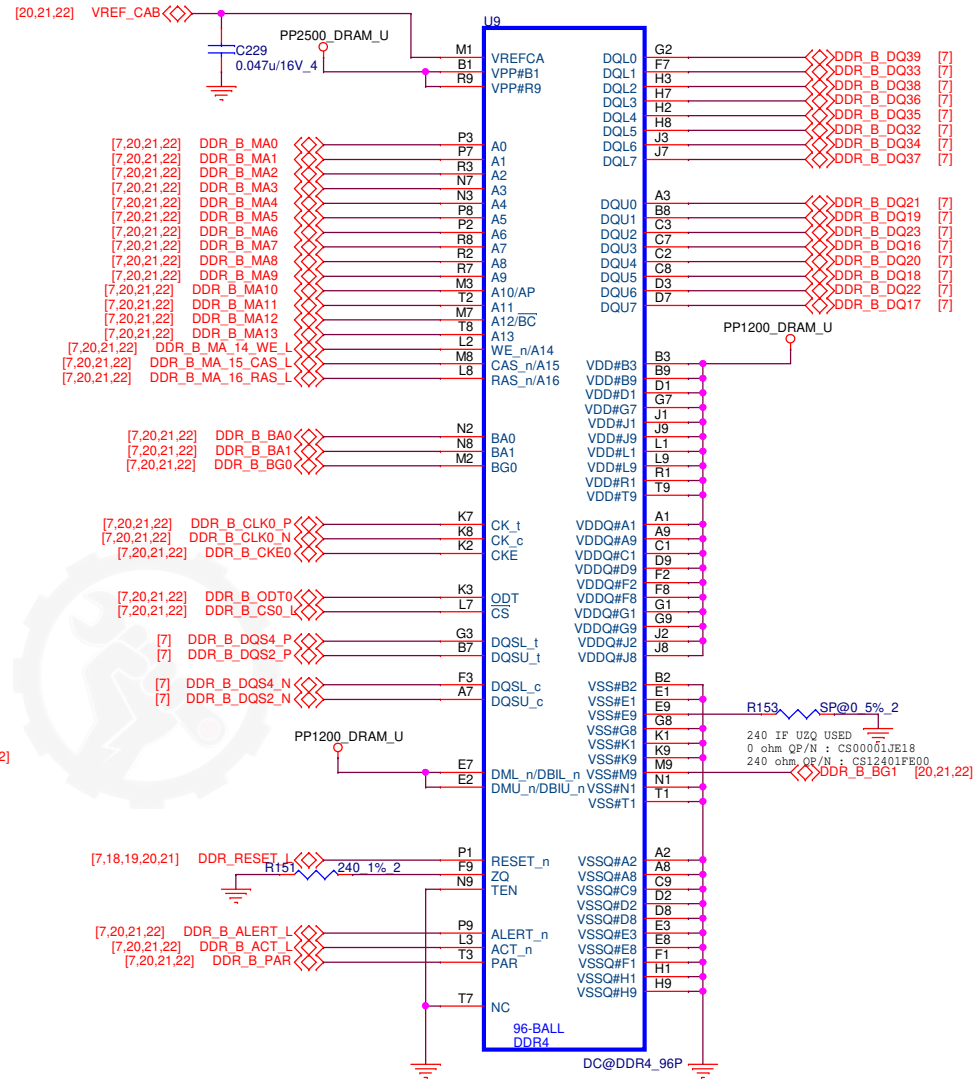 [20,21,22] VREF_CAB
C229
0.047u/16V_4
PP2500_DRAM_U
U9
M1 VREFCA
B1 VPP#B1
R9 VPP#R9
[7,20,21,22] DDR_B_MA0 P3 A0
[7,20,21,22] DDR_B_MA1 P7 A1
[7,20,21,22] DDR_B_MA2 R3 A2
[7,20,21,22] DDR_B_MA3 N7 A3
[7,20,21,22] DDR_B_MA4 N3 A4
[7,20,21,22] DDR_B_MA5 P8 A5
[7,20,21,22] DDR_B_MA6 P2 A6
[7,20,21,22] DDR_B_MA7 R8 A7
[7,20,21,22] DDR_B_MA8 R2 A8
[7,20,21,22] DDR_B_MA9 R7 A9
[7,20,21,22] DDR_B_MA10 M3 A10/AP
[7,20,21,22] DDR_B_MA11 T2 A11
[7,20,21,22] DDR_B_MA12 M7 A12/BC
[7,20,21,22] DDR_B_MA13 T8 A13
[7,20,21,22] DDR_B_MA_14_WE_L L2 WE_n/A14
[7,20,21,22] DDR_B_MA_15_CAS_L M8 CAS_n/A15
[7,20,21,22] DDR_B_MA_16_RAS_L L8 RAS_n/A16
[7,20,21,22] DDR_B_BA0 N2 BA0
[7,20,21,22] DDR_B_BA1 N8 BA1
[7,20,21,22] DDR_B_BG0 M2 BG0
[7,20,21,22] DDR_B_CLK0_P K7 CK_t
[7,20,21,22] DDR_B_CLK0_N K8 CK_c
[7,20,21,22] DDR_B_CKE0 K2 CKE
[7,20,21,22] DDR_B_ODT0 K3 ODT
[7,20,21,22] DDR_B_CS0_L L7 CS
[7] DDR_B_DQS4_P G3 DQSL_t
[7] DDR_B_DQS2_P B7 DQSU_t
[7] DDR_B_DQS4_N F3 DQSL_c
[7] DDR_B_DQS2_N A7 DQSU_c
PP1200_DRAM_U
2]
E7 DML_n/DBIL_n
E2 DMU_n/DBIU_n
[7,18,19,20,21] DDR_RESET_L P1 RESET_n
R151 240_1%_2 F9 ZQ
N9 TEN
[7,20,21,22] DDR_B_ALERT_L P9 ALERT_n
[7,20,21,22] DDR_B_ACT_L L3 ACT_n
[7,20,21,22] DDR_B_PAR T3 PAR
T7 NC
96-BALL
DDR4
DC@DDR4_96P
DQL0 G2 DDR_B_DQ39 [7]
DQL1 F7 DDR_B_DQ33 [7]
DQL2 H3 DDR_B_DQ38 [7]
DQL3 H7 DDR_B_DQ36 [7]
DQL4 H2 DDR_B_DQ35 [7]
DQL5 H8 DDR_B_DQ32 [7]
DQL6 J3 DDR_B_DQ34 [7]
DQL7 J7 DDR_B_DQ37 [7]
DQU0 A3 DDR_B_DQ21 [7]
DQU1 B8 DDR_B_DQ19 [7]
DQU2 C3 DDR_B_DQ23 [7]
DQU3 C7 DDR_B_DQ16 [7]
DQU4 C2 DDR_B_DQ20 [7]
DQU5 C8 DDR_B_DQ18 [7]
DQU6 D3 DDR_B_DQ22 [7]
DQU7 D7 DDR_B_DQ17 [7]
PP1200_DRAM_U
VDD#B3 B3
VDD#B9 B9
VDD#D1 D1
VDD#G7 G7
VDD#J1 J1
VDD#J9 J9
VDD#L1 L1
VDD#L9 L9
VDD#R1 R1
VDD#T9 T9
VDDQ#A1 A1
VDDQ#A9 A9
VDDQ#C1 C1
VDDQ#D9 D9
VDDQ#F2 F2
VDDQ#F8 F8
VDDQ#G1 G1
VDDQ#G9 G9
VDDQ#J2 J2
VDDQ#J8 J8
VSS#B2 B2
VSS#E1 E1
VSS#E9 E9 R153 SP@0_5%_2
VSS#G8 G8
VSS#K1 K1
VSS#K9 K9
240 IF UZQ USED
0 ohm QP/N : CS00001JE18
240 ohm QP/N : CS12401FE00
VSS#M9 M9 DDR_B_BG1 [20,21,22]
VSS#N1 N1
VSS#T1 T1
VSSQ#A2 A2
VSSQ#A8 A8
VSSQ#C9 C9
VSSQ#D2 D2
VSSQ#D8 D8
VSSQ#E3 E3
VSSQ#E8 E8
VSSQ#F1 F1
VSSQ#H1 H1
VSSQ#H9 H9